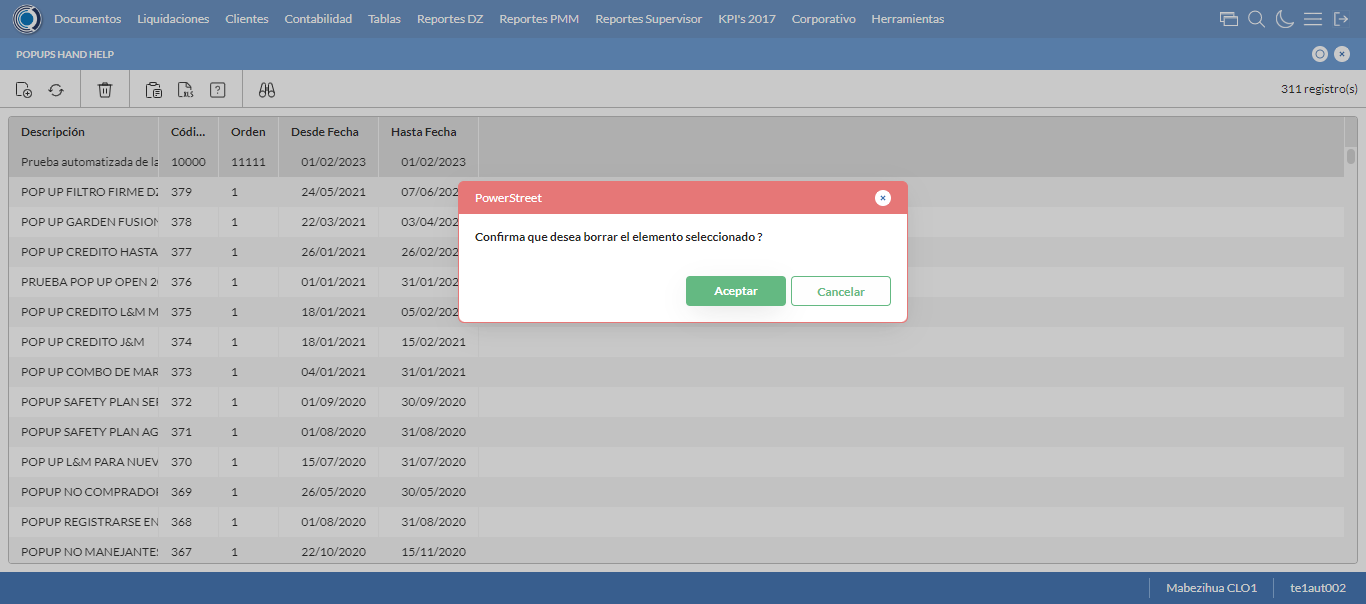 Documentos Liquidaciones Clientes Contabilidad Tablas Reportes DZ Reportes PMM Reportes Supervisor KPI's 2017 Corporativo Herramientas
POPUPS HAND HELP
XLS ? 311 registro(s)
Descripción Códi... Orden Desde Fecha Hasta Fecha
Prueba automatizada de la 10000 11111 01/02/2023 01/02/2023
POP UP FILTRO FIRME DZ 379 1 24/05/2021 07/06/202
POP UP GARDEN FUSION 378 1 22/03/2021 03/04/202
POP UP CREDITO HASTA 377 1 26/01/2021 26/02/202
PRUEBA POP UP OPEN 20 376 1 01/01/2021 31/01/202
POP UP CREDITO L&M M 375 1 18/01/2021 05/02/202
POP UP CREDITO J&M 374 1 18/01/2021 15/02/2021
POP UP COMBO DE MAR 373 1 04/01/2021 31/01/2021
POPUP SAFETY PLAN SEP 372 1 01/09/2020 30/09/2020
POPUP SAFETY PLAN AG 371 1 01/08/2020 31/08/2020
POP UP L&M PARA NUEV 370 1 15/07/2020 31/07/2020
POPUP NO COMPRADOR 369 1 26/05/2020 30/05/2020
POPUP REGISTRARSE EN 368 1 01/08/2020 31/08/2020
POPUP NO MANEJANTES 367 1 22/10/2020 15/11/2020
PowerStreet
Confirma que desea borrar el elemento seleccionado ?
Aceptar Cancelar
Mabezihua CLO1 te1aut002